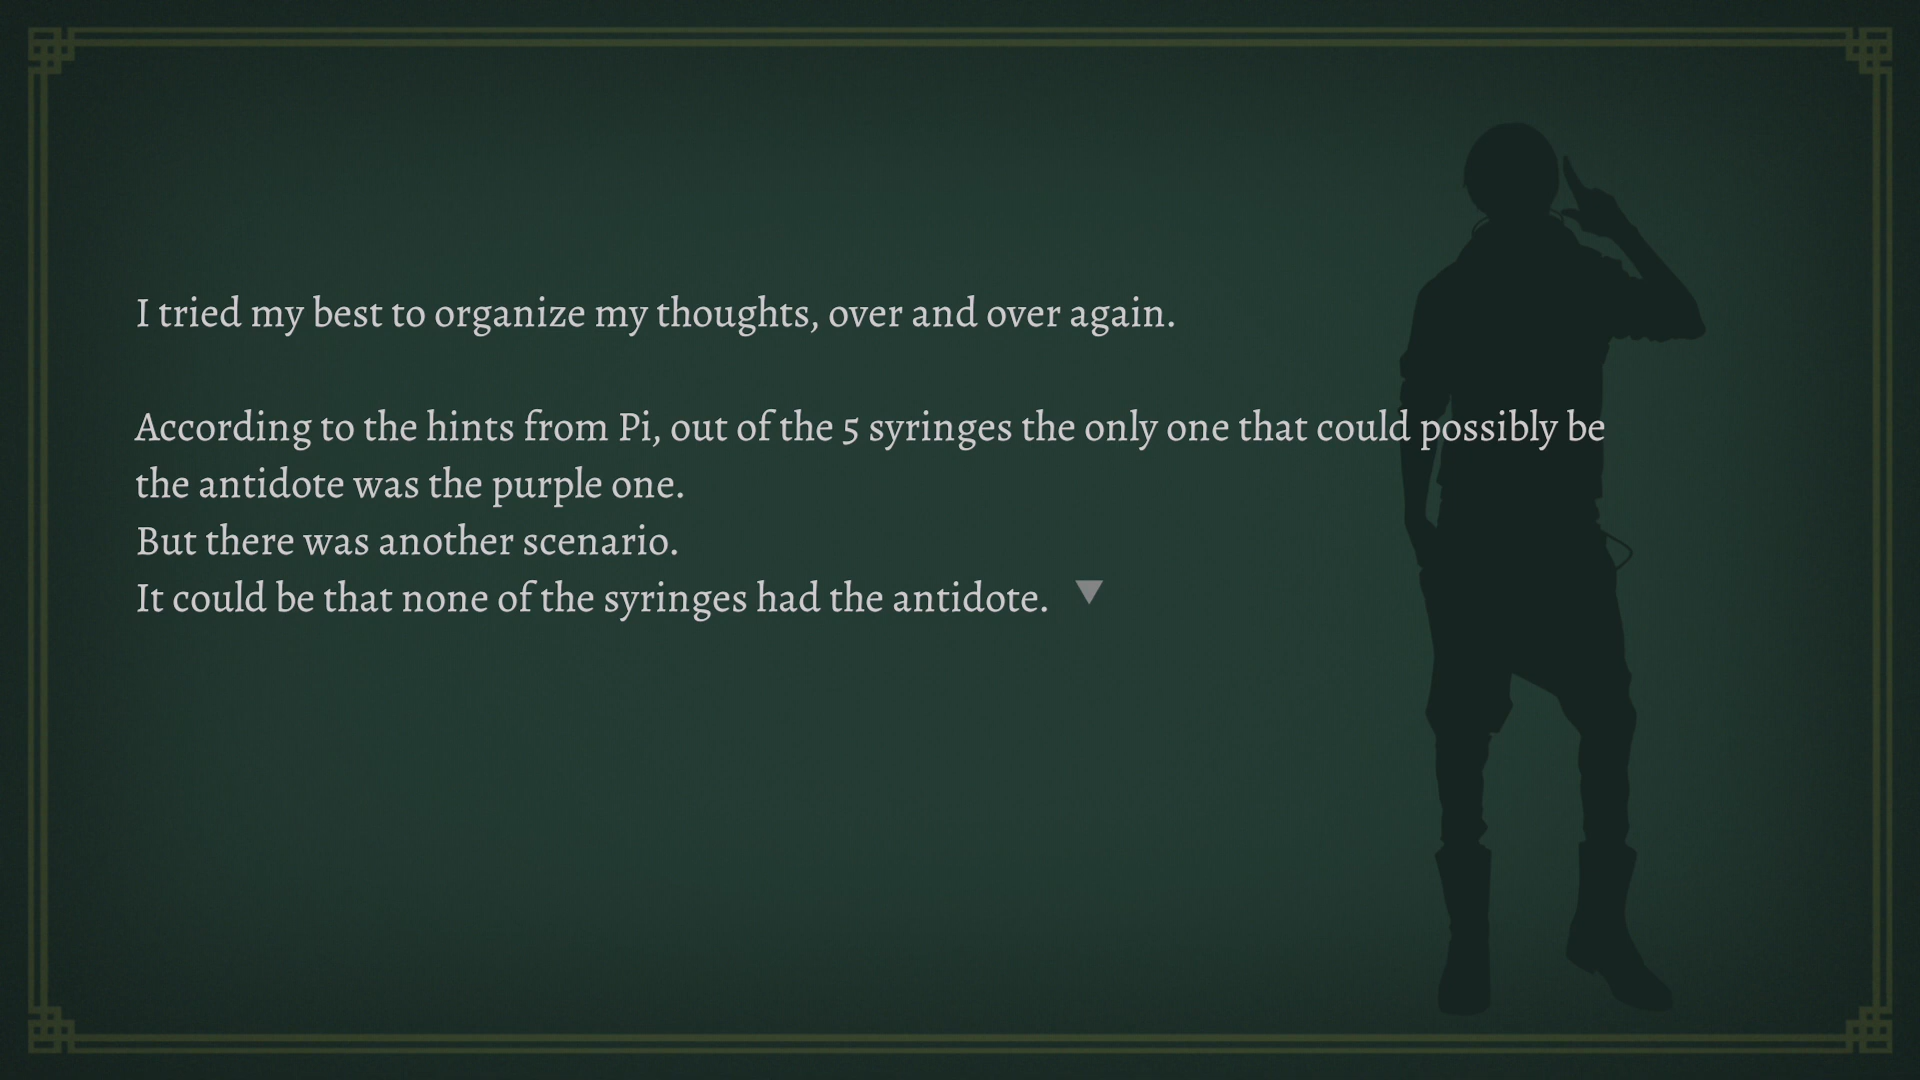 I tried my best to organize my thoughts, over and over again.
According to the hints from Pi, out of the 5 syringes the only one that could possibly be
the antidote was the purple one.
But there was another scenario.
It could be that none of the syringes had the antidote.